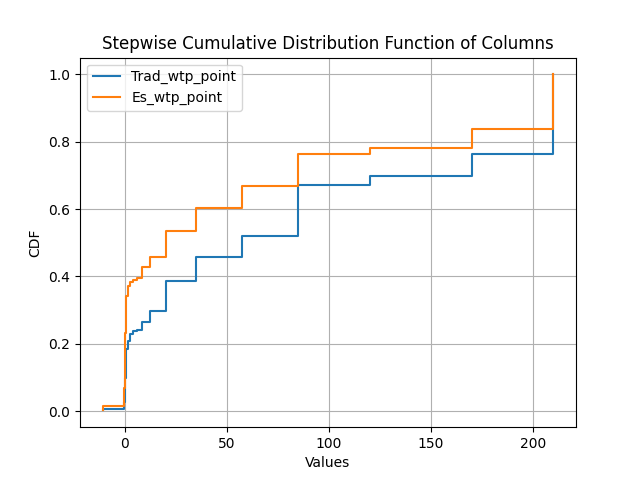 Stepwise Cumulative Distribution Function of Columns
Trad_wtp_point
Es_wtp_point
1.0
0.8
0.6
0.4
0.2
0.0
CDF
0
50
100
150
200
Values